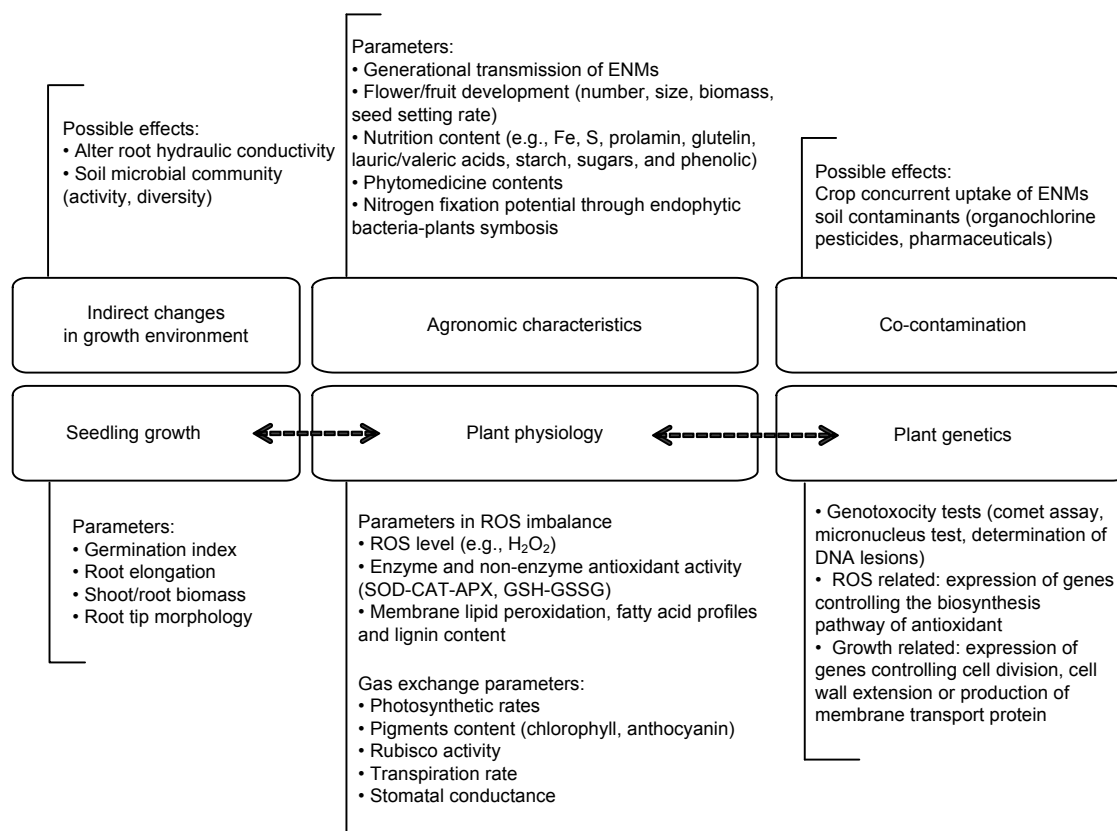 Possible effects:
• Alter root hydraulic conductivity
• Soil microbial community
(activity, diversity)
Parameters:
• Generational transmission of ENMs
• Flower/fruit development (number, size, biomass,
seed setting rate)
• Nutrition content (e.g., Fe, S, prolamin, glutelin,
lauric/valeric acids, starch, sugars, and phenolic)
• Phytomedicine contents
• Nitrogen fixation potential through endophytic
bacteria-plants symbosis
Possible effects:
Crop concurrent uptake of ENMs
soil contaminants (organochlorine
pesticides, pharmaceuticals)
Indirect changes
in growth environment
Agronomic characteristics
Co-contamination
Seedling growth
Plant physiology
Plant genetics
Parameters:
• Germination index
• Root elongation
• Shoot/root biomass
• Root tip morphology
Parameters in ROS imbalance
• ROS level (e.g., H₂O₂)
• Enzyme and non-enzyme antioxidant activity
(SOD-CAT-APX, GSH-GSSG)
• Membrane lipid peroxidation, fatty acid profiles
and lignin content
Gas exchange parameters:
• Photosynthetic rates
• Pigments content (chlorophyll, anthocyanin)
• Rubisco activity
• Transpiration rate
• Stomatal conductance
• Genotoxocity tests (comet assay,
micronucleus test, determination of
DNA lesions)
• ROS related: expression of genes
controlling the biosynthesis
pathway of antioxidant
• Growth related: expression of
genes controlling cell division, cell
wall extension or production of
membrane transport protein